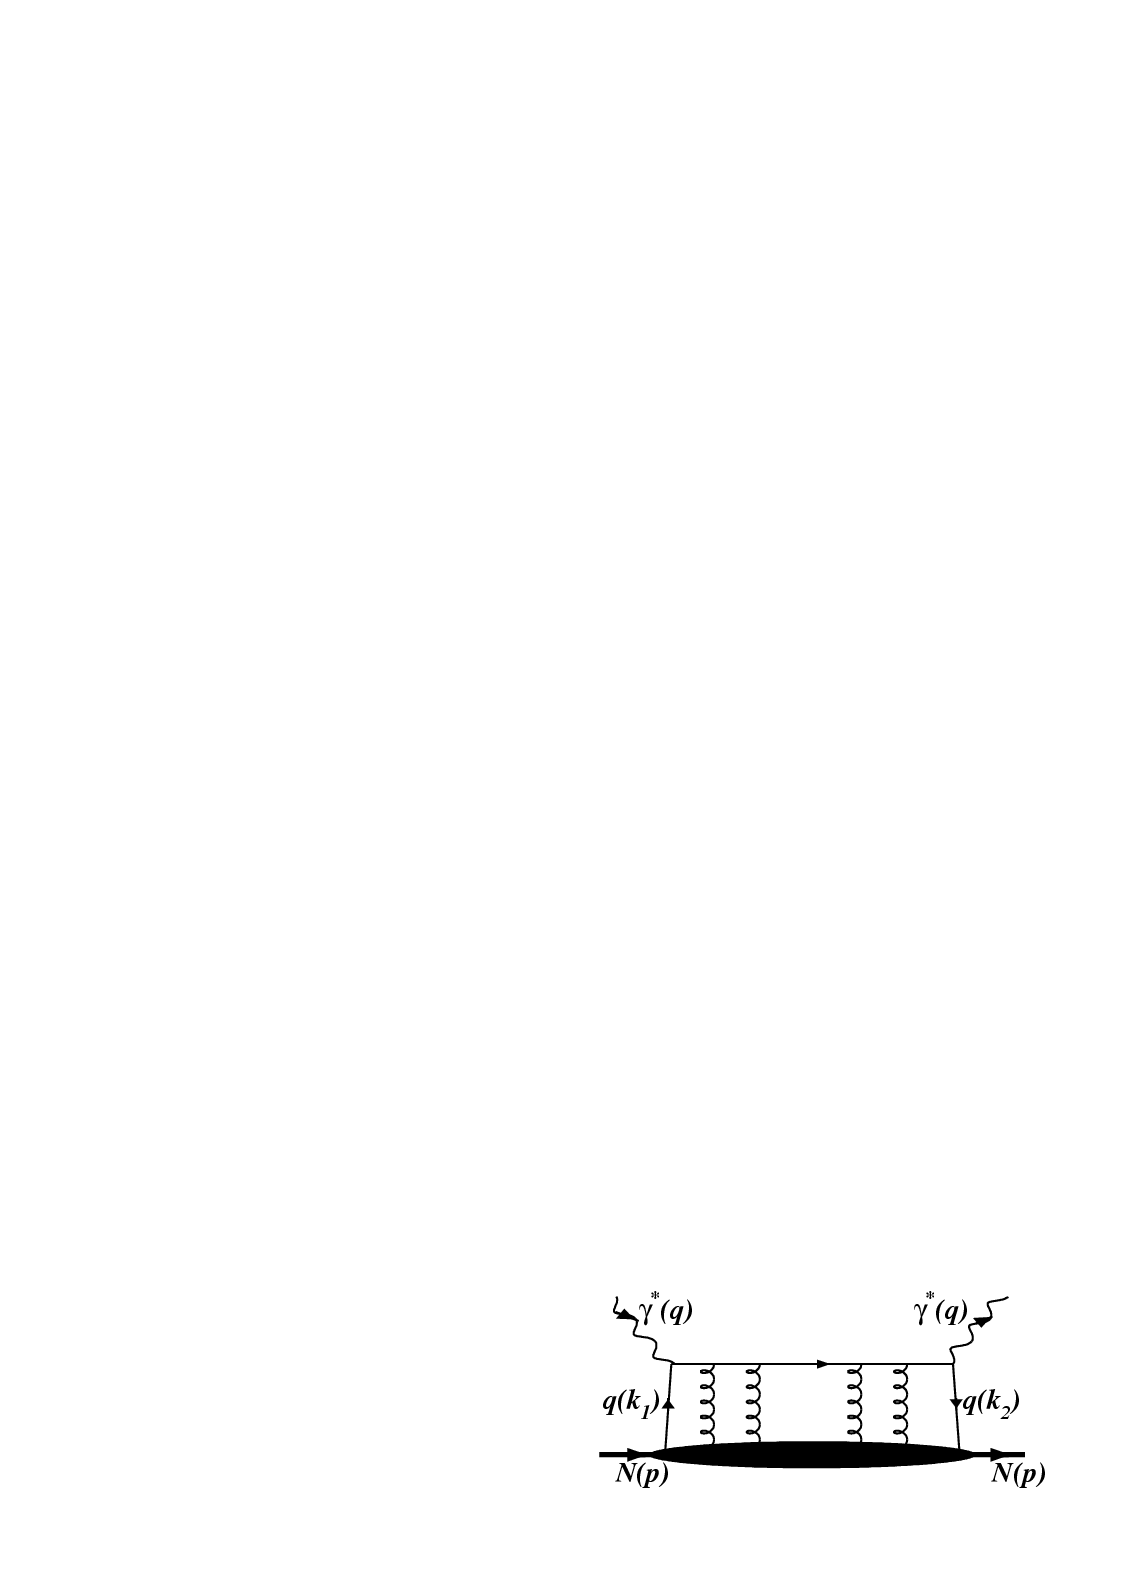 γ*(q) γ*(q)
q(k1) q(k2)
N(p) N(p)